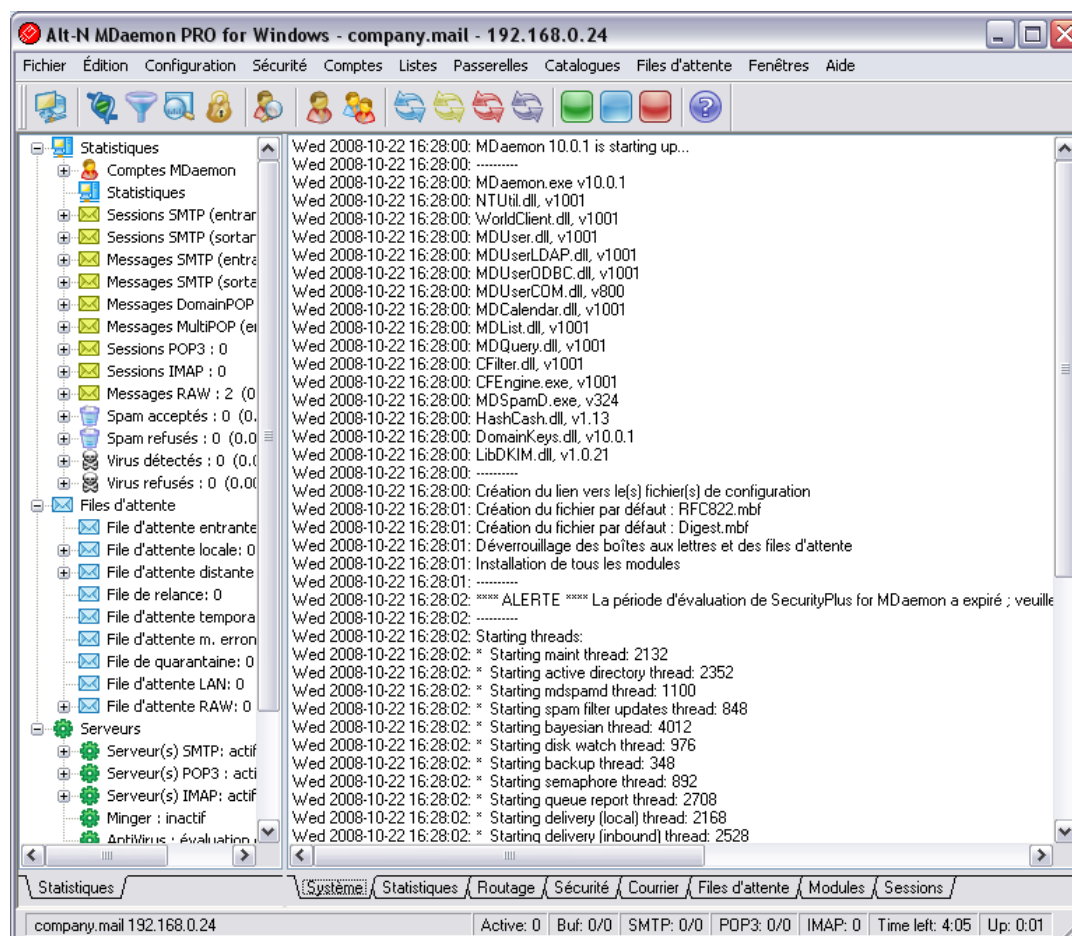 Alt-N MDaemon PRO for Windows - company.mail - 192.168.0.24
Fichier Édition Configuration Sécurité Comptes Listes Passerelles Catalogues Files d'attente Fenêtres Aide
Statistiques
Comptes MDaemon
Statistiques
Sessions SMTP (entrar
Sessions SMTP (sortar
Messages SMTP (entra
Messages SMTP (sorta
Messages DomainPOP
Messages MultiPOP (er
Sessions POP3 : 0
Sessions IMAP : 0
Messages RAW : 2 (0
Spam acceptés : 0 (0.
Spam refusés : 0 (0.0
Virus détectés : 0 (0.(
Virus refusés : 0 (0.00
Files d'attente
File d'attente entrante
File d'attente locale: 0
File d'attente distante
File de relance: 0
File d'attente tempora
File d'attente m. erron
File de quarantaine: 0
File d'attente LAN: 0
File d'attente RAW: 0
Serveurs
Serveur(s) SMTP: actif
Serveur(s) POP3 : acti
Serveur(s) IMAP: actif
Minger : inactif
AntiVirus : évaluation
Statistiques
Wed 2008-10-22 16:28:00: MDaemon 10.0.1 is starting up...
Wed 2008-10-22 16:28:00: ----------
Wed 2008-10-22 16:28:00: MDaemon.exe v10.0.1
Wed 2008-10-22 16:28:00: NTUtil.dll, v1001
Wed 2008-10-22 16:28:00: WorldClient.dll, v1001
Wed 2008-10-22 16:28:00: MDUser.dll, v1001
Wed 2008-10-22 16:28:00: MDUserLDAP.dll, v1001
Wed 2008-10-22 16:28:00: MDUserODBC.dll, v1001
Wed 2008-10-22 16:28:00: MDUserCOM.dll, v800
Wed 2008-10-22 16:28:00: MDCalendar.dll, v1001
Wed 2008-10-22 16:28:00: MDList.dll, v1001
Wed 2008-10-22 16:28:00: MDQuery.dll, v1001
Wed 2008-10-22 16:28:00: CFilter.dll, v1001
Wed 2008-10-22 16:28:00: CFEngine.exe, v1001
Wed 2008-10-22 16:28:00: MDSpamD.exe, v324
Wed 2008-10-22 16:28:00: HashCash.dll, v1.13
Wed 2008-10-22 16:28:00: DomainKeys.dll, v10.0.1
Wed 2008-10-22 16:28:00: LibDKIM.dll, v1.0.21
Wed 2008-10-22 16:28:00: ----------
Wed 2008-10-22 16:28:00: Création du lien vers le(s) fichier(s) de configuration
Wed 2008-10-22 16:28:01: Création du fichier par défaut : RFC822.mbf
Wed 2008-10-22 16:28:01: Création du fichier par défaut : Digest.mbf
Wed 2008-10-22 16:28:01: Déverrouillage des boîtes aux lettres et des files d'attente
Wed 2008-10-22 16:28:01: Installation de tous les modules
Wed 2008-10-22 16:28:01: ----------
Wed 2008-10-22 16:28:02: **** ALERTE **** La période d'évaluation de SecurityPlus for MDaemon a expiré ; veuille
Wed 2008-10-22 16:28:02: ----------
Wed 2008-10-22 16:28:02: Starting threads:
Wed 2008-10-22 16:28:02: * Starting maint thread: 2132
Wed 2008-10-22 16:28:02: * Starting active directory thread: 2352
Wed 2008-10-22 16:28:02: * Starting mdspamd thread: 1100
Wed 2008-10-22 16:28:02: * Starting spam filter updates thread: 848
Wed 2008-10-22 16:28:02: * Starting bayesian thread: 4012
Wed 2008-10-22 16:28:02: * Starting disk watch thread: 976
Wed 2008-10-22 16:28:02: * Starting backup thread: 348
Wed 2008-10-22 16:28:02: * Starting semaphore thread: 892
Wed 2008-10-22 16:28:02: * Starting queue report thread: 2708
Wed 2008-10-22 16:28:02: * Starting delivery (local) thread: 2168
Wed 2008-10-22 16:28:02: * Starting delivery (inbound) thread: 2528
Système Statistiques Routage Sécurité Courrier Files d'attente Modules Sessions
company.mail 192.168.0.24 Active: 0 Buf: 0/0 SMTP: 0/0 POP3: 0/0 IMAP: 0 Time left: 4:05 Up: 0:01